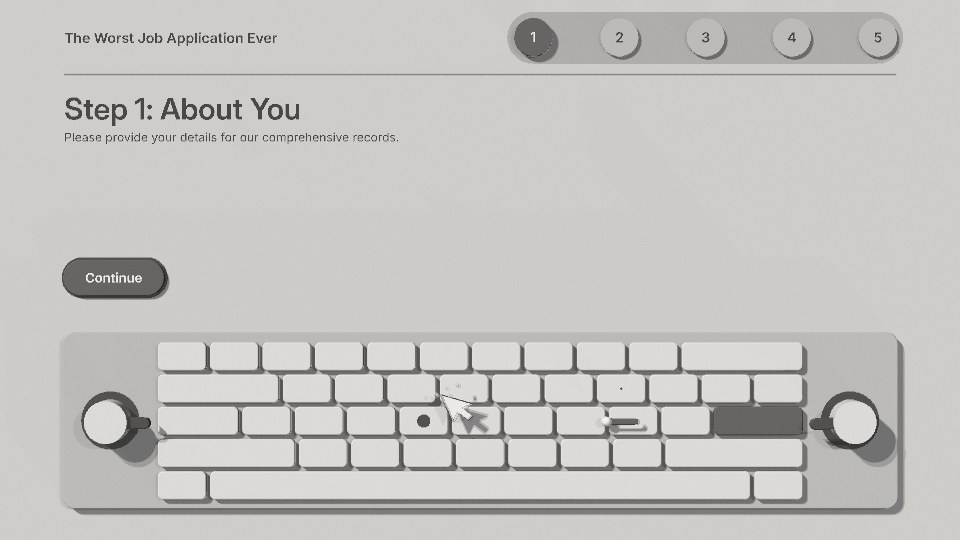 The Worst Job Application Ever
1 2 3 4 5
Step 1: About You
Please provide your details for our comprehensive records.
Continue